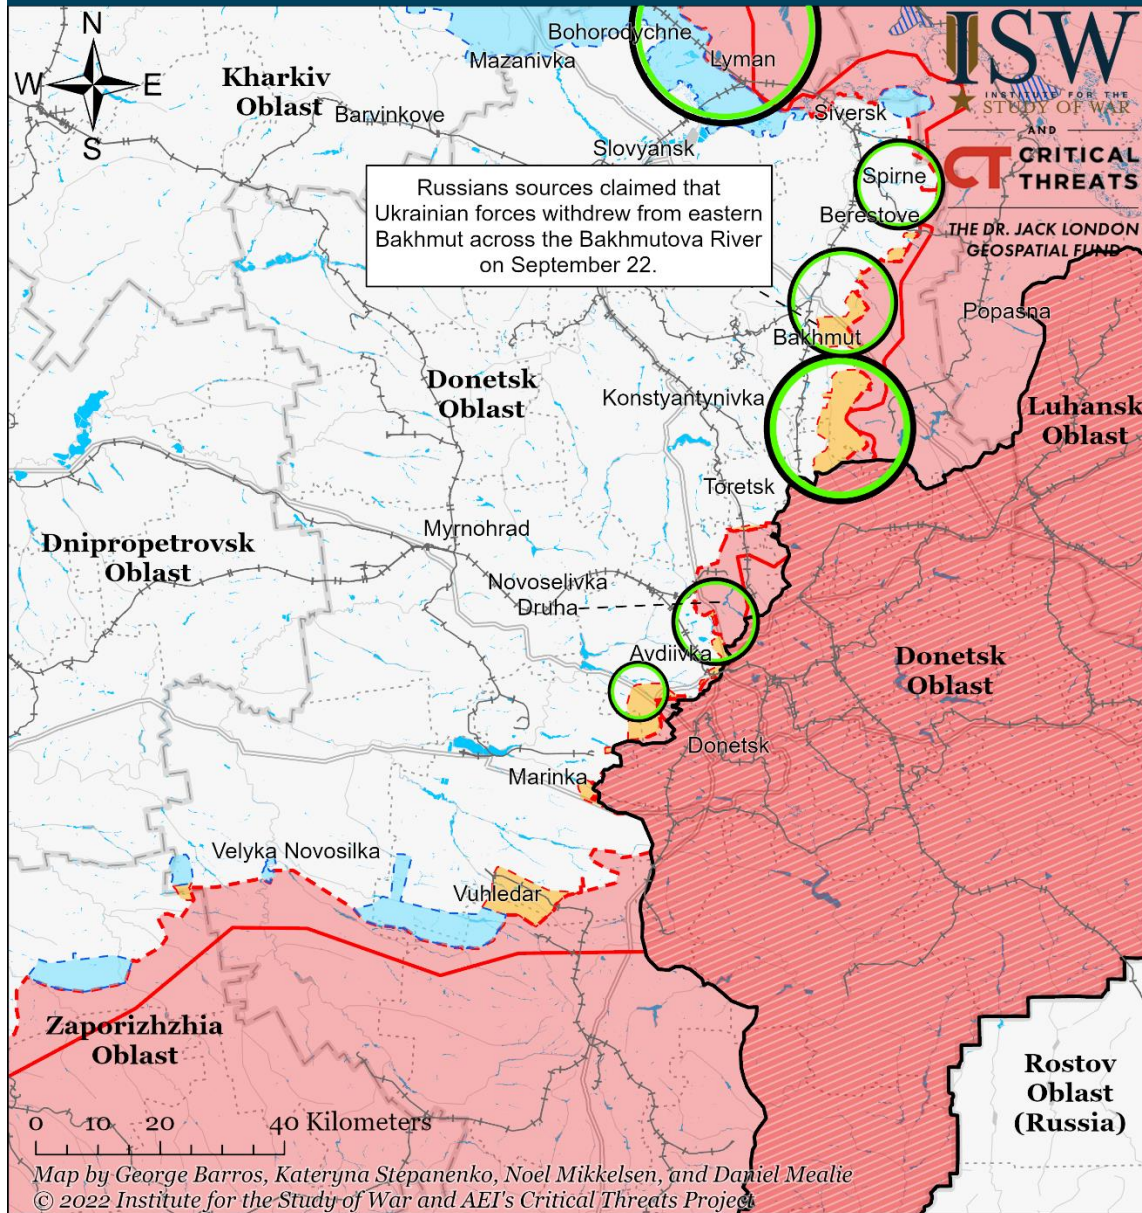 N
W
E
S
Kharkiv
Oblast
Bohorodychne
Mazanivka
Lyman
Barvinkove
Slovyansk
Siversk
ISW
INSTITUTE FOR THE
STUDY OF WAR
AND
CT CRITICAL
THREATS
THE DR. JACK LONDON
GEOSPATIAL FUND
Russians sources claimed that
Ukrainian forces withdrew from eastern
Bakhmut across the Bakhmutova River
on September 22.
Spirne
Berestove
Popasna
Bakhmut
Donetsk
Oblast
Konstyantynivka
Luhansk
Oblast
Toretsk
Myrnohrad
Dnipropetrovsk
Oblast
Novoselivka
Druha
Avdiivka
Donetsk
Oblast
Donetsk
Marinka
Velyka Novosilka
Vuhledar
Zaporizhzhia
Oblast
Rostov
Oblast
(Russia)
0 10 20 40 Kilometers
Map by George Barros, Kateryna Stepanenko, Noel Mikkelsen, and Daniel Mealie
© 2022 Institute for the Study of War and AEI's Critical Threats Project